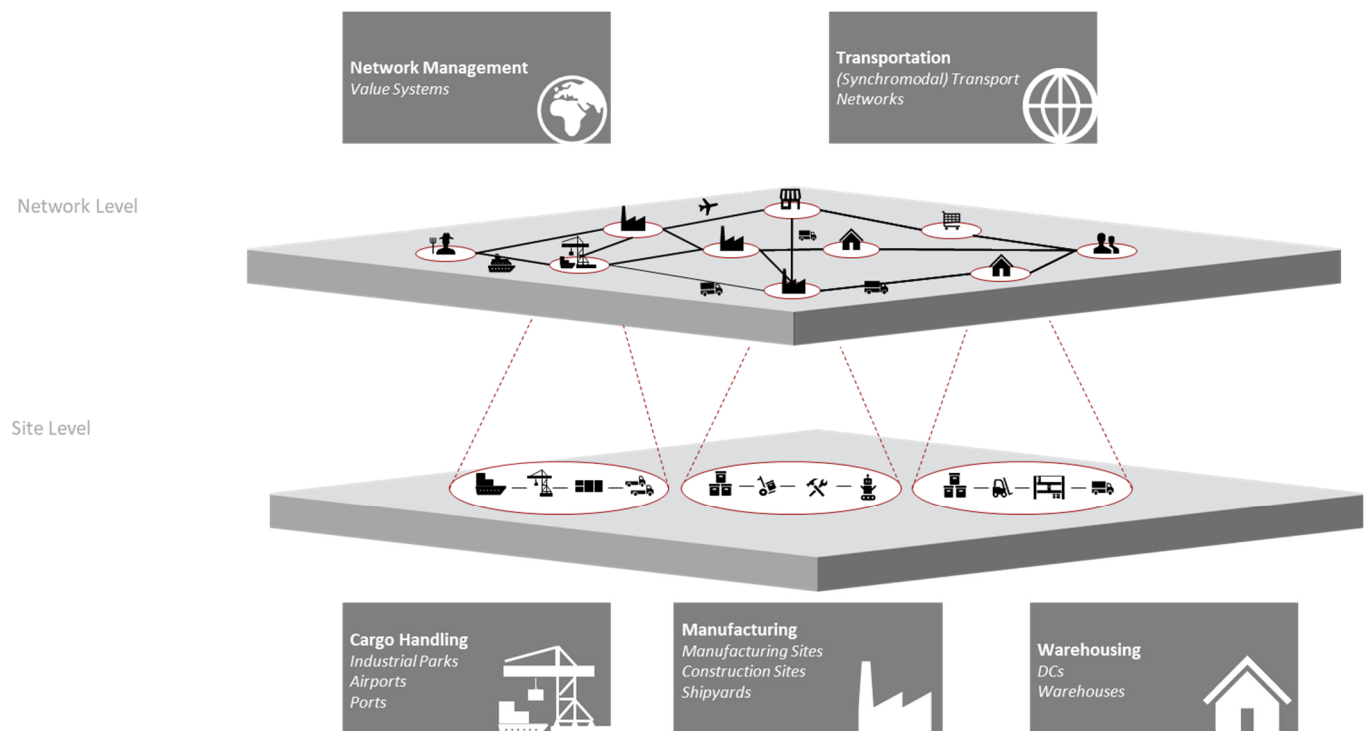 Network Management
Value Systems
Transportation
(Synchromodal) Transport
Networks
Network Level
Site Level
Cargo Handling
Industrial Parks
Airports
Ports
Manufacturing
Manufacturing Sites
Construction Sites
Shipyards
Warehousing
DCs
Warehouses